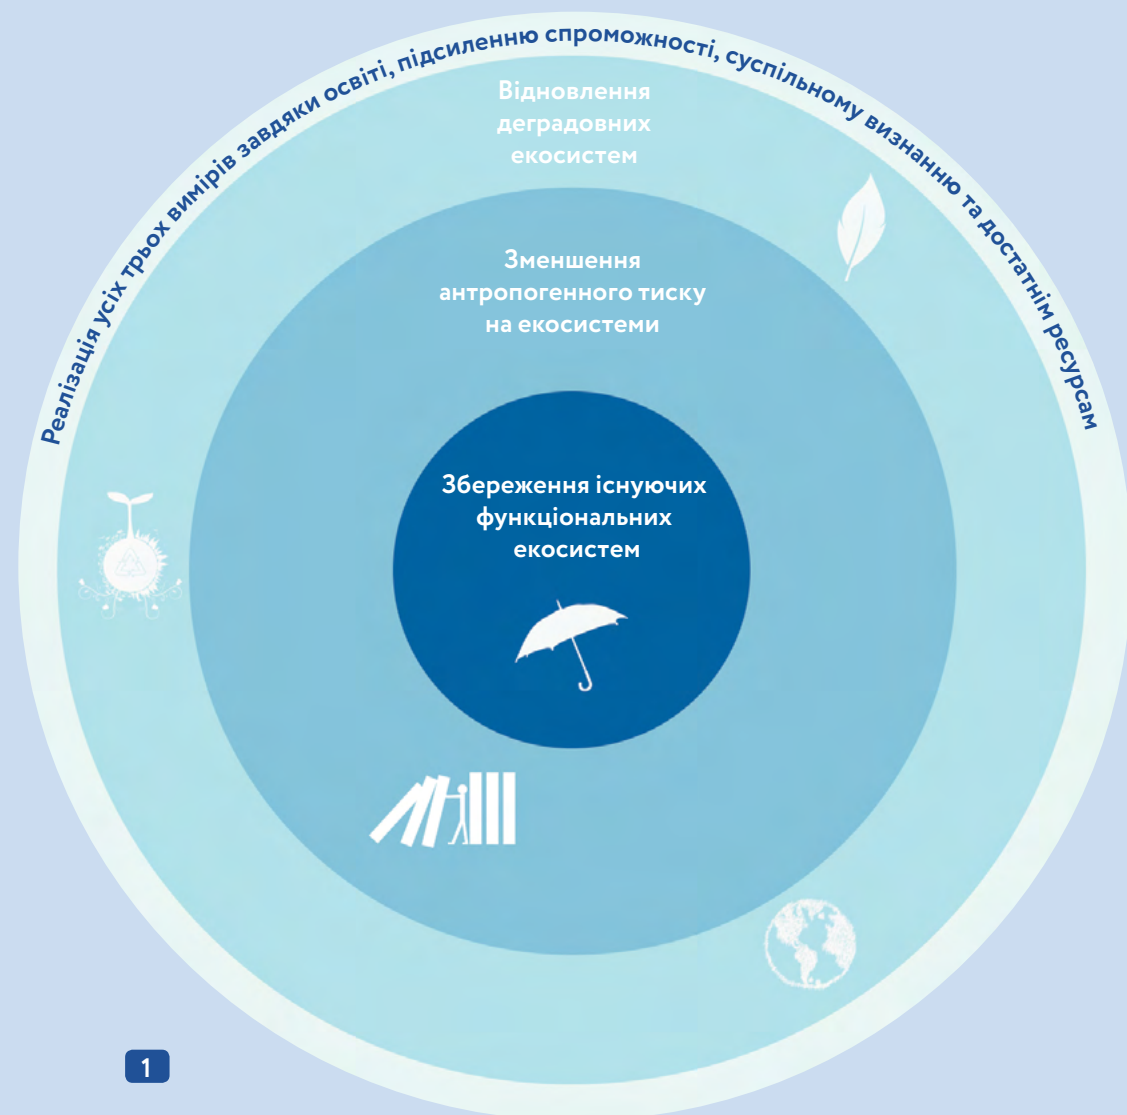 Реалізація усіх трьох вимірів завдяки освіті, підсиленню спроможності, суспільному визнанню та достатнім ресурсам
Відновлення
деградовних
екосистем
Зменшення
антропогенного тиску
на екосистеми
Збереження існуючих
функціональних
екосистем
1